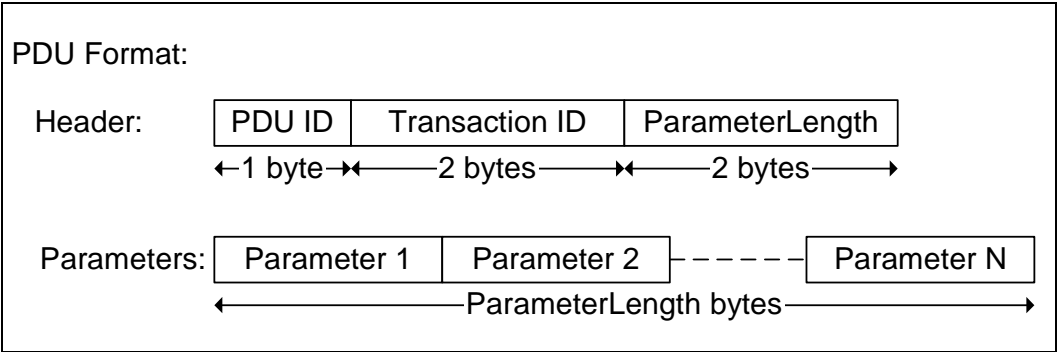 PDU Format:
Header: PDU ID Transaction ID ParameterLength
1 byte 2 bytes 2 bytes
Parameters: Parameter 1 Parameter 2 Parameter N
ParameterLength bytes